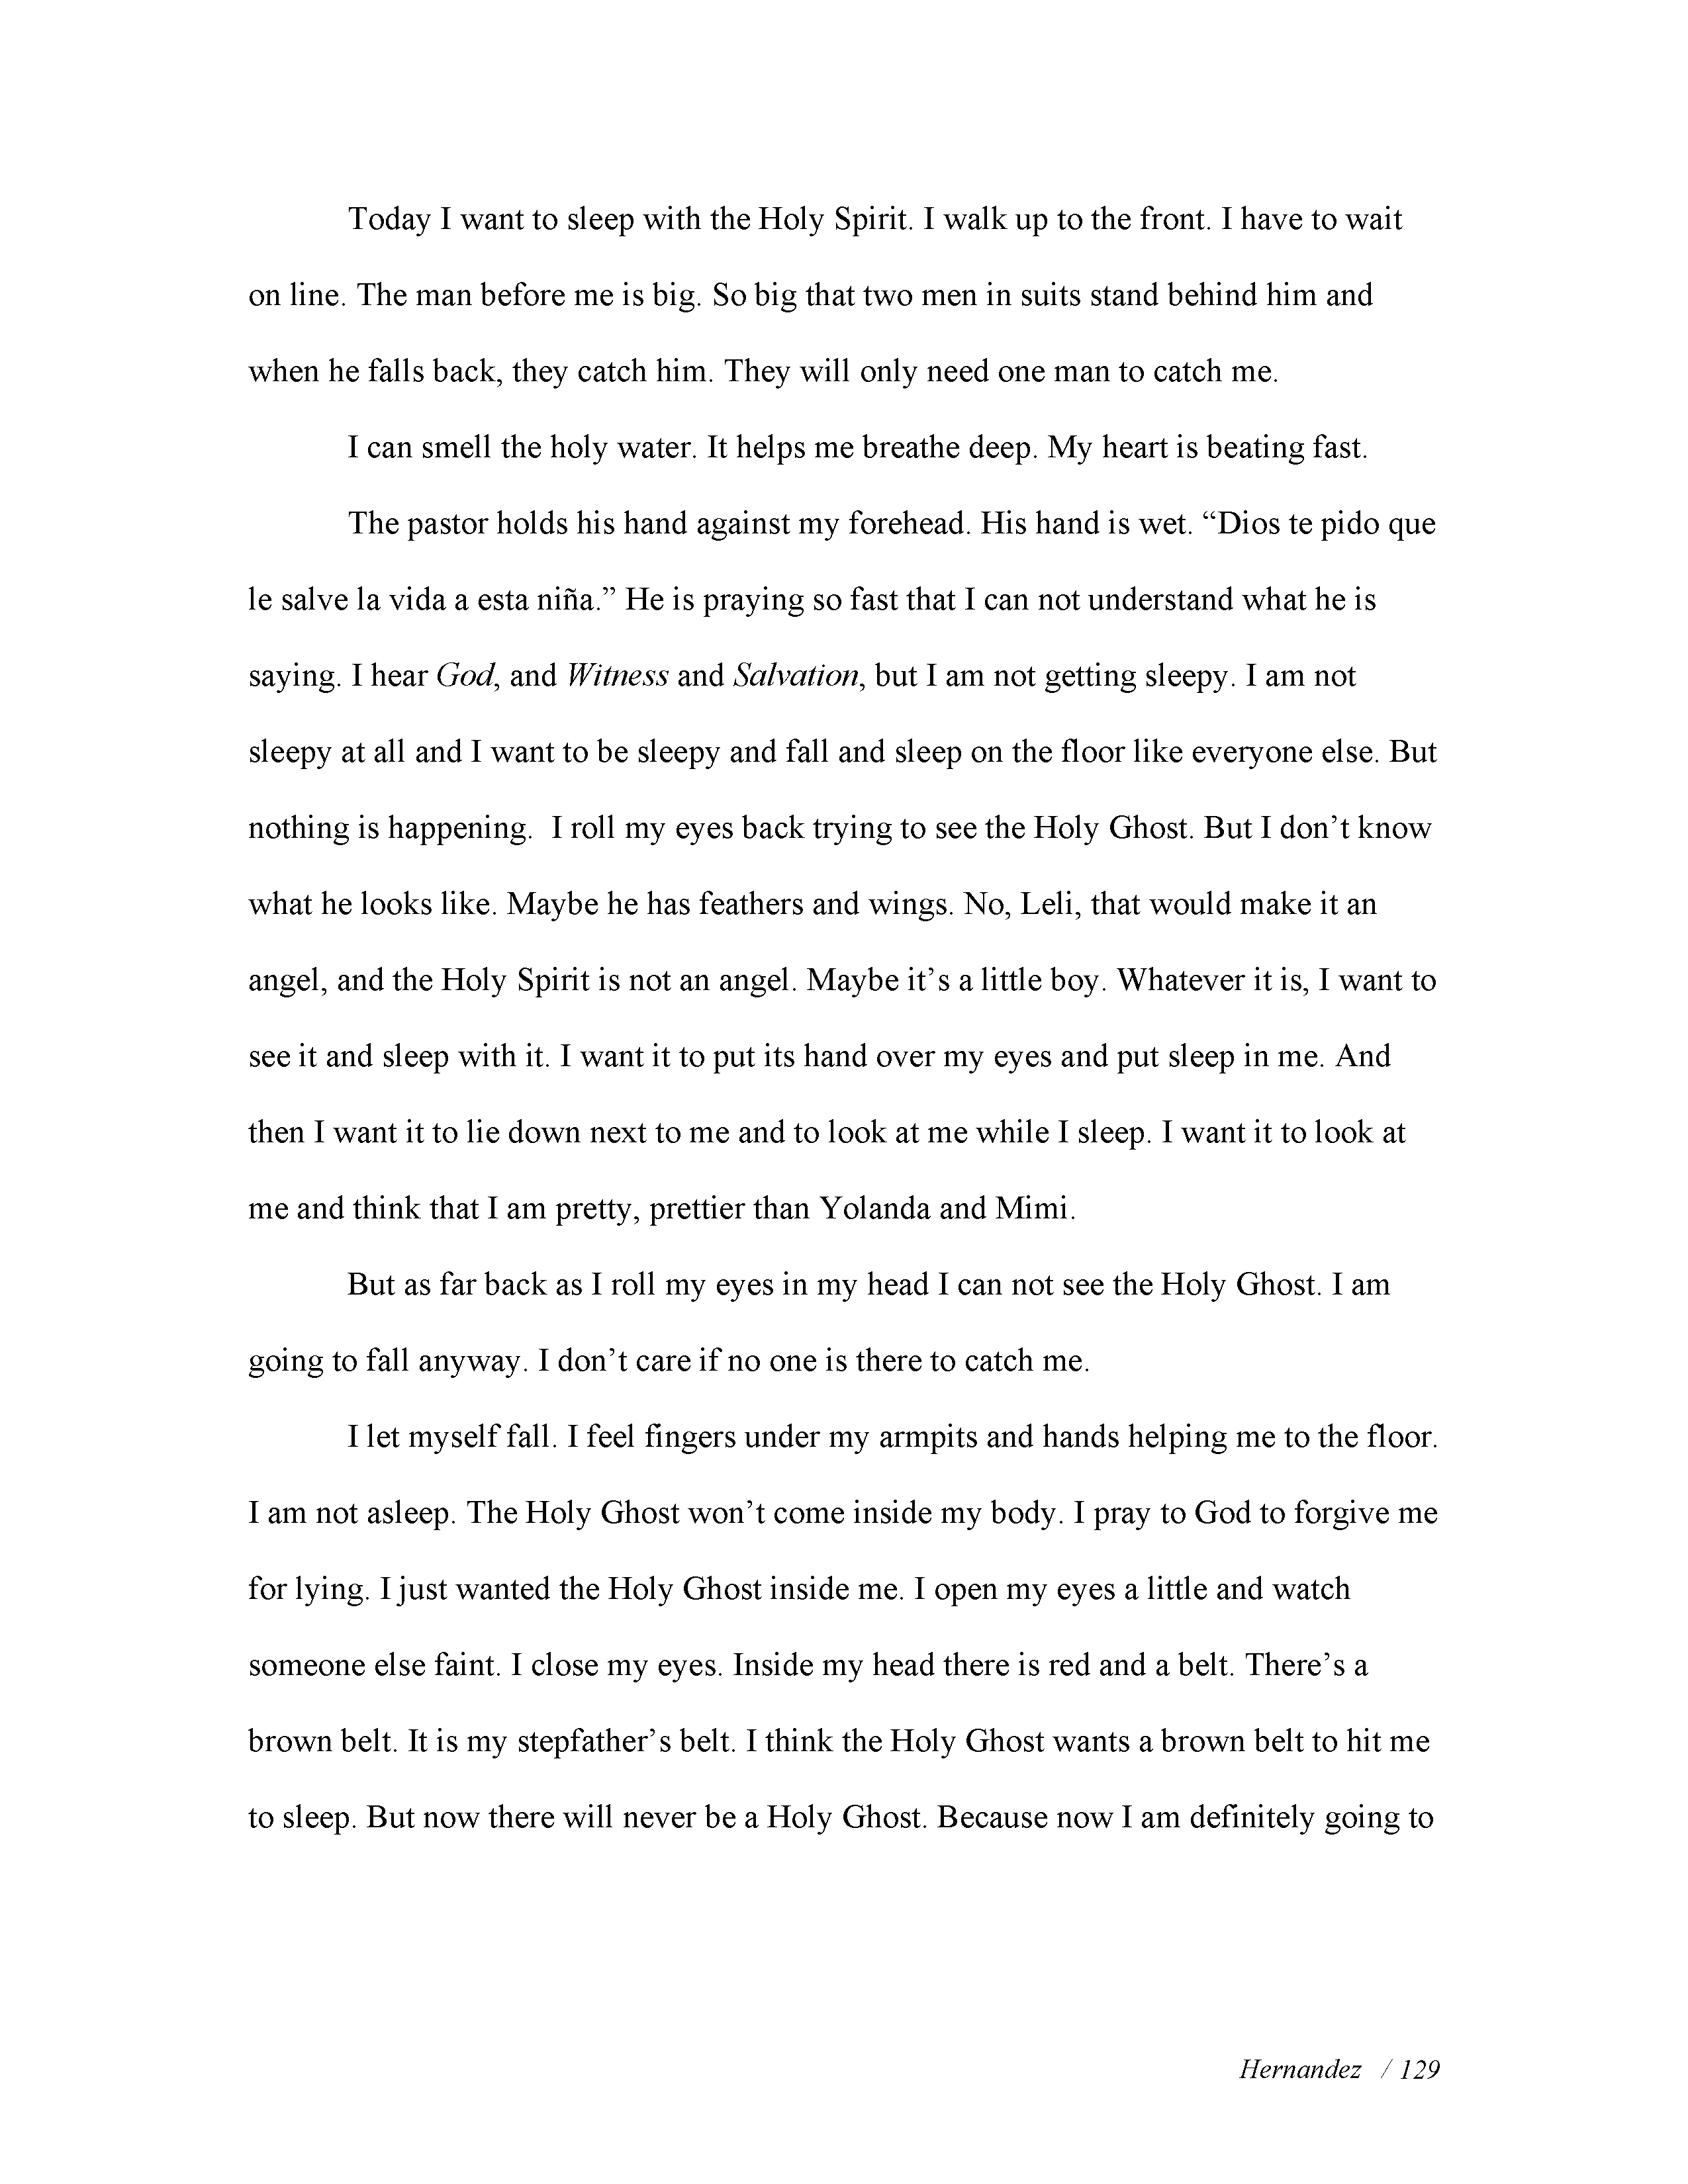 Today I want to sleep with the Holy Spirit. I walk up to the front. I have to wait
on line. The man before me is big. So big that two men in suits stand behind him and
when he falls back, they catch him. They will only need one man to catch me.
I can smell the holy water. It helps me breathe deep. My heart is beating fast.
The pastor holds his hand against my forehead. His hand is wet. “Dios te pido que
le salve la vida a esta niña.” He is praying so fast that I can not understand what he is
saying. I hear God, and Witness and Salvation, but I am not getting sleepy. I am not
sleepy at all and I want to be sleepy and fall and sleep on the floor like everyone else. But
nothing is happening.  I roll my eyes back trying to see the Holy Ghost. But I don’t know
what he looks like. Maybe he has feathers and wings. No, Leli, that would make it an
angel, and the Holy Spirit is not an angel. Maybe it’s a little boy. Whatever it is, I want to
see it and sleep with it. I want it to put its hand over my eyes and put sleep in me. And
then I want it to lie down next to me and to look at me while I sleep. I want it to look at
me and think that I am pretty, prettier than Yolanda and Mimi.
But as far back as I roll my eyes in my head I can not see the Holy Ghost. I am
going to fall anyway. I don’t care if no one is there to catch me.
I let myself fall. I feel fingers under my armpits and hands helping me to the floor.
I am not asleep. The Holy Ghost won’t come inside my body. I pray to God to forgive me
for lying. I just wanted the Holy Ghost inside me. I open my eyes a little and watch
someone else faint. I close my eyes. Inside my head there is red and a belt. There’s a
brown belt. It is my stepfather’s belt. I think the Holy Ghost wants a brown belt to hit me
to sleep. But now there will never be a Holy Ghost. Because now I am definitely going to
Hernandez / 129